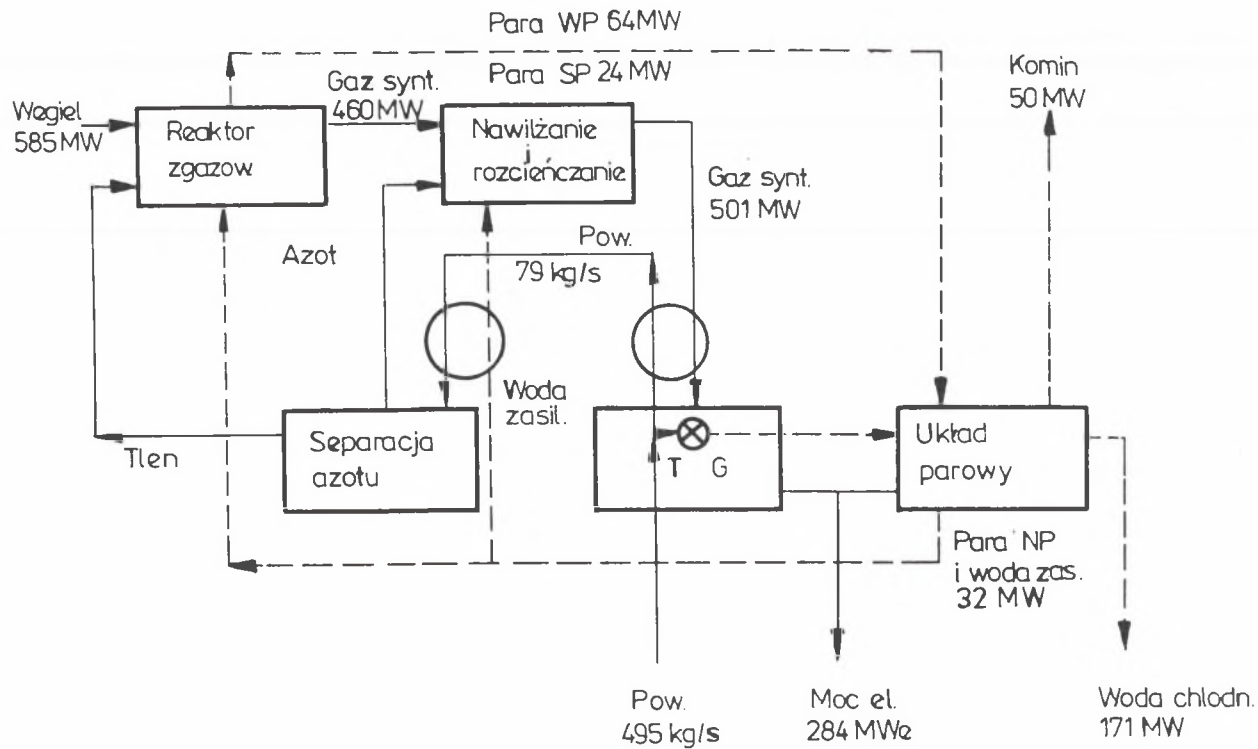 Para WP 64MW
Para SP 24 MW
Komin
50 MW
Węgiel
585 MW
Reaktor
zgazow.
Gaz synt.
460 MW
Nawilżanie
i
rozcieńczanie
Gaz synt.
501 MW
Azot
Pow.
79 kg/s
Woda
zasil.
Tlen
Separacja
azotu
T G
Układ
parowy
Para NP
i woda zas.
32 MW
Pow.
495 kg/s
Moc el.
284 MWe
Woda chlodn.
171 MW